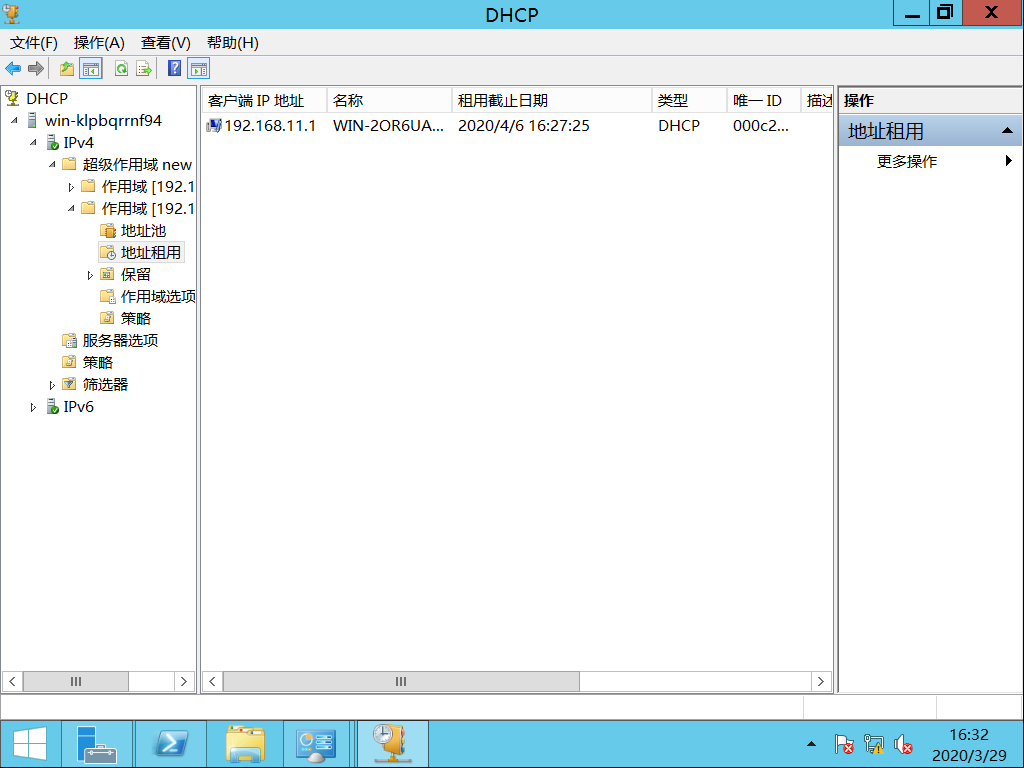 DHCP
文件(F) 操作(A) 查看(V) 帮助(H)
DHCP
win-klpbqrrnf94
IPv4
超级作用域 new
作用域 [192.1
作用域 [192.1
地址池
地址租用
保留
作用域选项
策略
服务器选项
策略
筛选器
IPv6
客户端 IP 地址 名称 租用截止日期 类型 唯一 ID 描述
192.168.11.1 WIN-2OR6UA... 2020/4/6 16:27:25 DHCP 000c2...
操作
地址租用
更多操作
16:32
2020/3/29